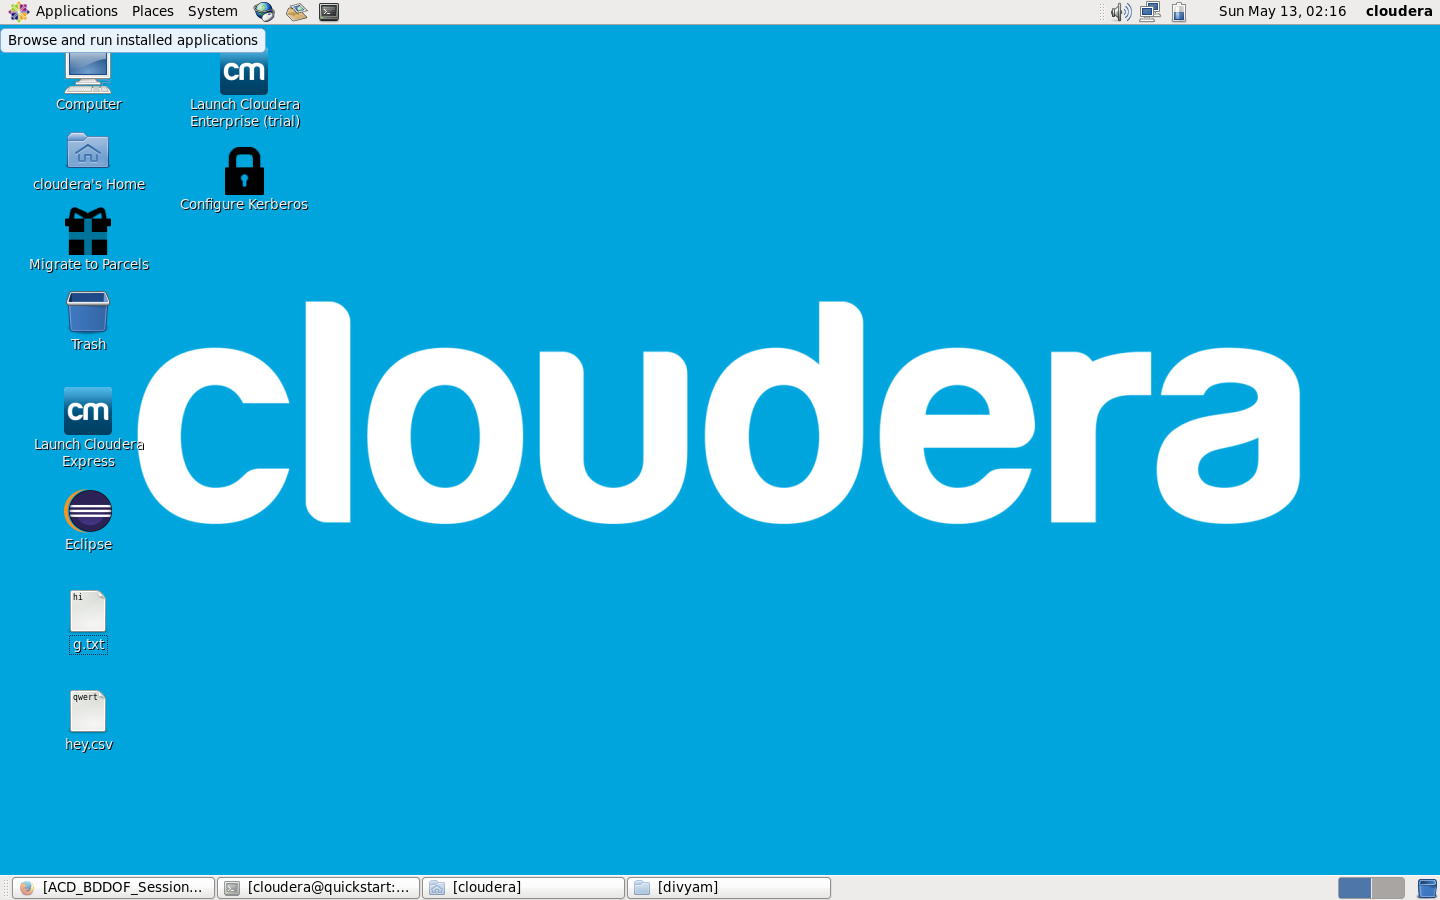 Applications Places System
Sun May 13, 02:16 cloudera
Browse and run installed applications
Computer
Launch Cloudera
Enterprise (trial)
cloudera's Home
Configure Kerberos
Migrate to Parcels
Trash
Launch Cloudera
Express
Eclipse
hi
g.txt
qwert
hey.csv
cm
cm
cloudera
[ACD_BDDOF_Session... [cloudera@quickstart:... [cloudera] [divyam]